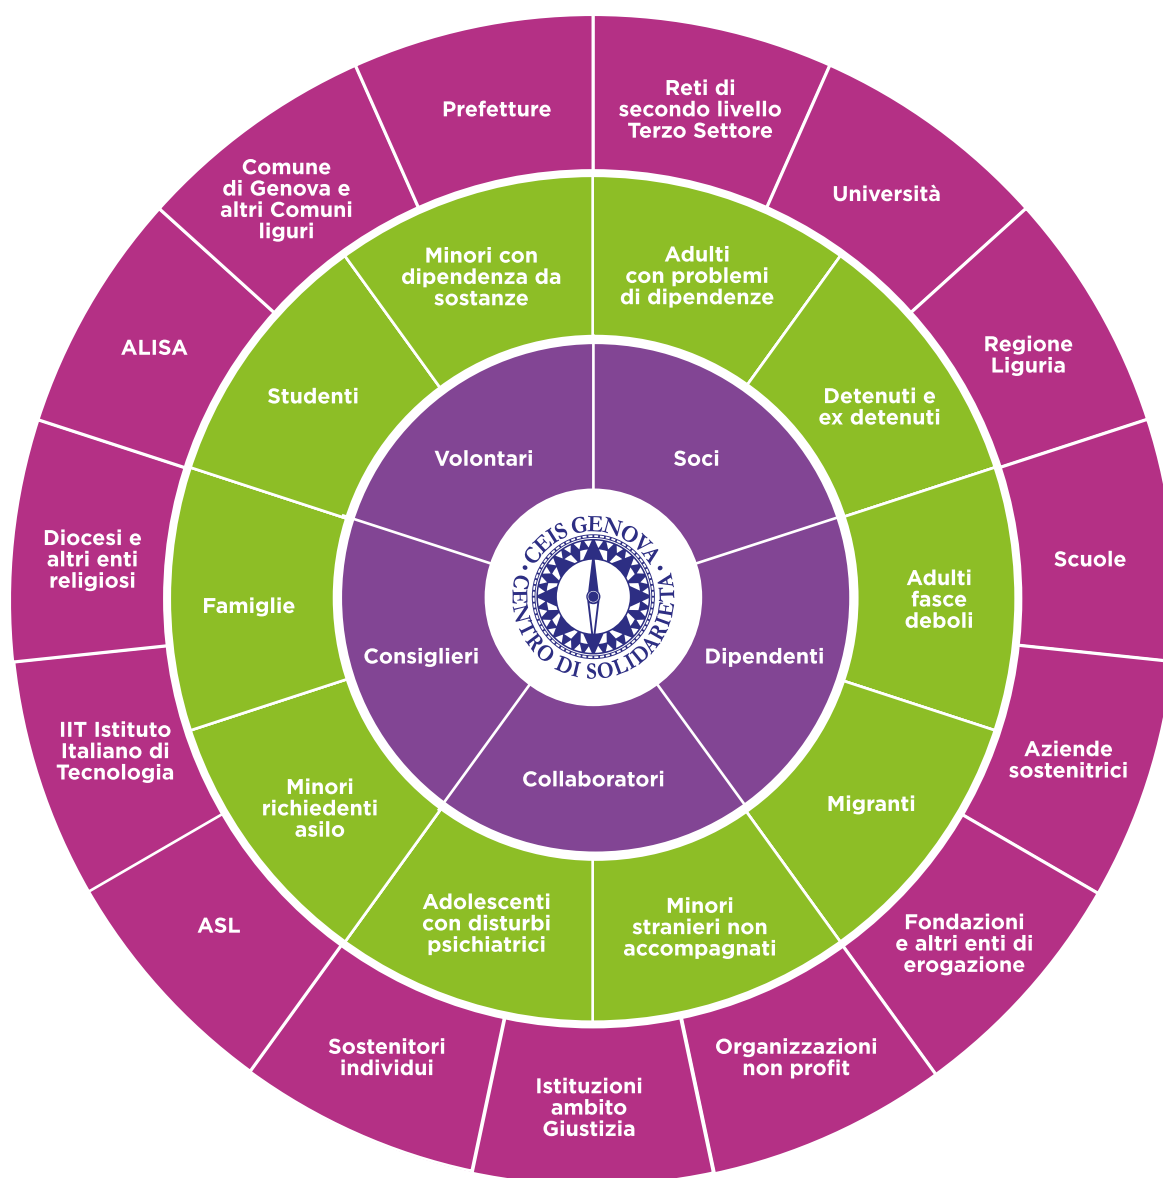 Prefetture
Reti di
secondo livello
Terzo Settore
Università
Regione
Liguria
Scuole
Aziende
sostenitrici
Fondazioni
e altri enti di
erogazione
Organizzazioni
non profit
Istituzioni
ambito
Giustizia
Sostenitori
individui
ASL
IIT Istituto
Italiano di
Tecnologia
Diocesi e
altri enti
religiosi
ALISA
Comune
di Genova e
altri Comuni
liguri
Minori con
dipendenza da
sostanze
Adulti
con problemi
di dipendenze
Detenuti e
ex detenuti
Adulti
fasce
deboli
Migranti
Minori
stranieri non
accompagnati
Adolescenti
con disturbi
psichiatrici
Minori
richiedenti
asilo
Famiglie
Studenti
Volontari
Soci
Dipendenti
Collaboratori
Consiglieri
• CEIS GENOVA •
CENTRO DI SOLIDARIETÀ